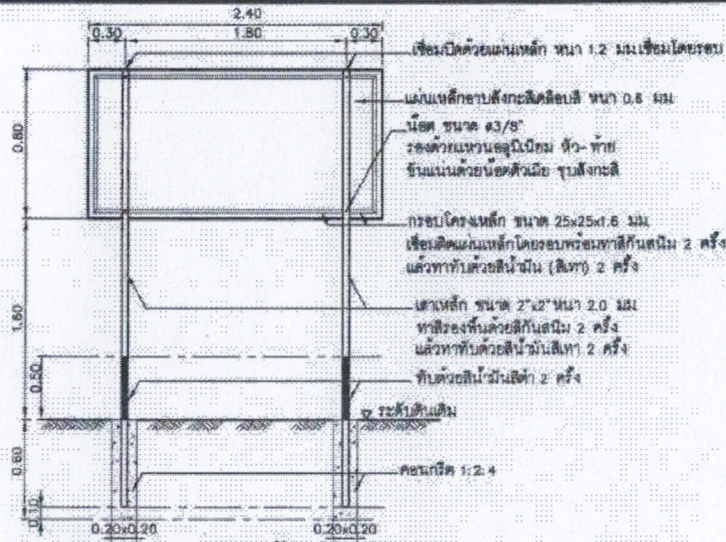 2.40
0.30 1.80 0.30
เชื่อมปิดด้วยแผ่นเหล็ก หนา 1.2 มม.เชื่อมโดยรอบ
แผ่นเหล็กอาบสังกะสีเคลือบสี หนา 0.6 มม.
น๊อต ขนาด ø3/8"
รองด้วยแหวนอลูมิเนียม หัว-ท้าย
ขันแน่นด้วยน๊อตตัวเมีย ชุบสังกะสี
0.80
กรอบโครงเหล็ก ขนาด 25x25x1.6 มม.
เชื่อมติดแผ่นเหล็กโดยรอบพร้อมทาสีกันสนิม 2 ครั้ง
แล้วทาทับด้วยสีน้ำมัน (สีเทา) 2 ครั้ง
1.60
เสาเหล็ก ขนาด 2"x2" หนา 2.0 มม.
ทาสีรองพื้นด้วยสีกันสนิม 2 ครั้ง
แล้วทาทับด้วยสีน้ำมันสีเทา 2 ครั้ง
0.50
ทับด้วยสีน้ำมันสีดำ 2 ครั้ง
ระดับดินเดิม
0.60
คอนกรีต 1:2:4
0.10
0.20x0.20 0.20x0.20